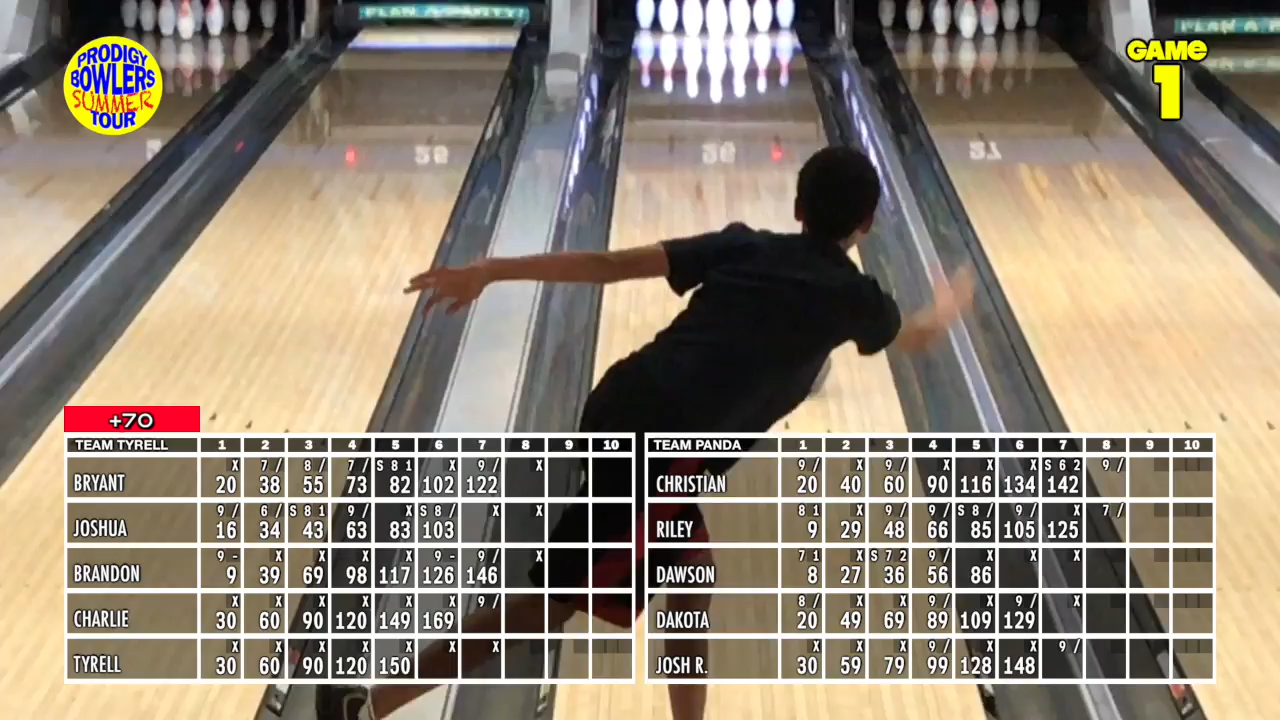 PLAN A PARTY!
PRODIGY
BOWLERS
SUMMER
TOUR
GAME
1
26
26
27
+70
TEAM TYRELL 1 2 3 4 5 6 7 8 9 10
X 7 / 8 / 7 / S 8 1 X 9 / X
BRYANT 20 38 55 73 82 102 122
9 / 6 / S 8 1 9 / X S 8 / X X
JOSHUA 16 34 43 63 83 103
9 - X X X X 9 - 9 / X
BRANDON 9 39 69 98 117 126 146
X X X X X X 9 /
CHARLIE 30 60 90 120 149 169
X X X X X X X
TYRELL 30 60 90 120 150
TEAM PANDA 1 2 3 4 5 6 7 8 9 10
9 / X 9 / X X X S 6 2 9 /
CHRISTIAN 20 40 60 90 116 134 142
8 1 X 9 / 9 / S 8 / 9 / X 7 /
RILEY 9 29 48 66 85 105 125
7 1 X S 7 2 9 / X X X
DAWSON 8 27 36 56 86
8 / X X 9 / X 9 / X
DAKOTA 20 49 69 89 109 129
X X X 9 / X X 9 /
JOSH R. 30 59 79 99 128 148